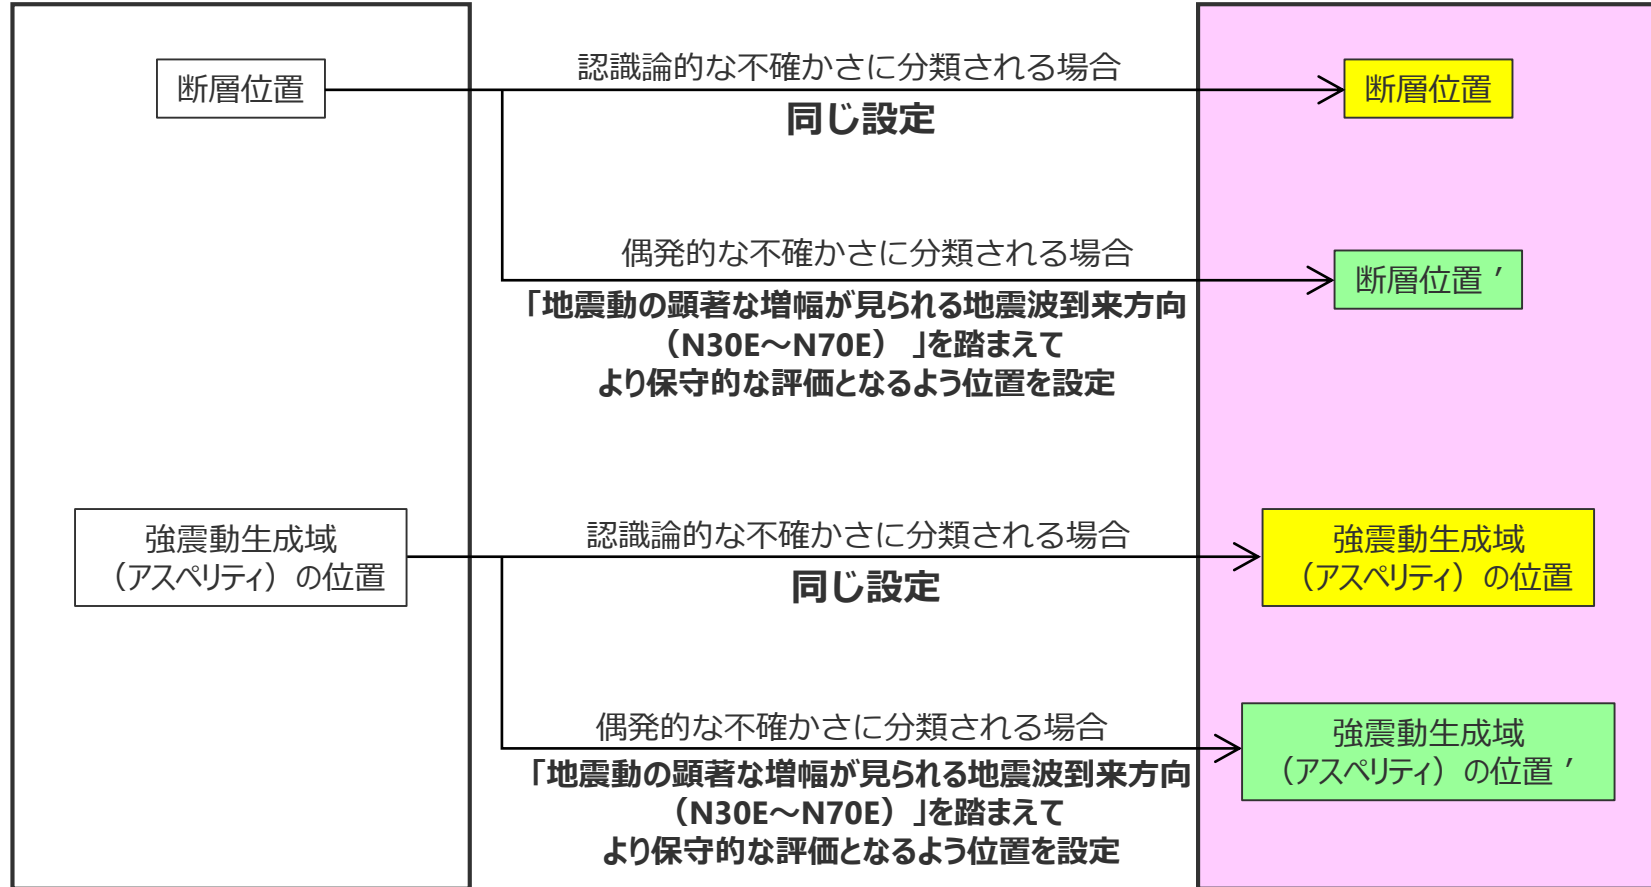 断層位置
認識論的な不確かさに分類される場合
同じ設定
断層位置
偶発的な不確かさに分類される場合
「地震動の顕著な増幅が見られる地震波到来方向
（N30E～N70E） 」を踏まえて
より保守的な評価となるよう位置を設定
断層位置 ′
強震動生成域
（アスペリティ）の位置
認識論的な不確かさに分類される場合
同じ設定
強震動生成域
（アスペリティ）の位置
偶発的な不確かさに分類される場合
「地震動の顕著な増幅が見られる地震波到来方向
（N30E～N70E）」を踏まえて
より保守的な評価となるよう位置を設定
強震動生成域
（アスペリティ）の位置 ′